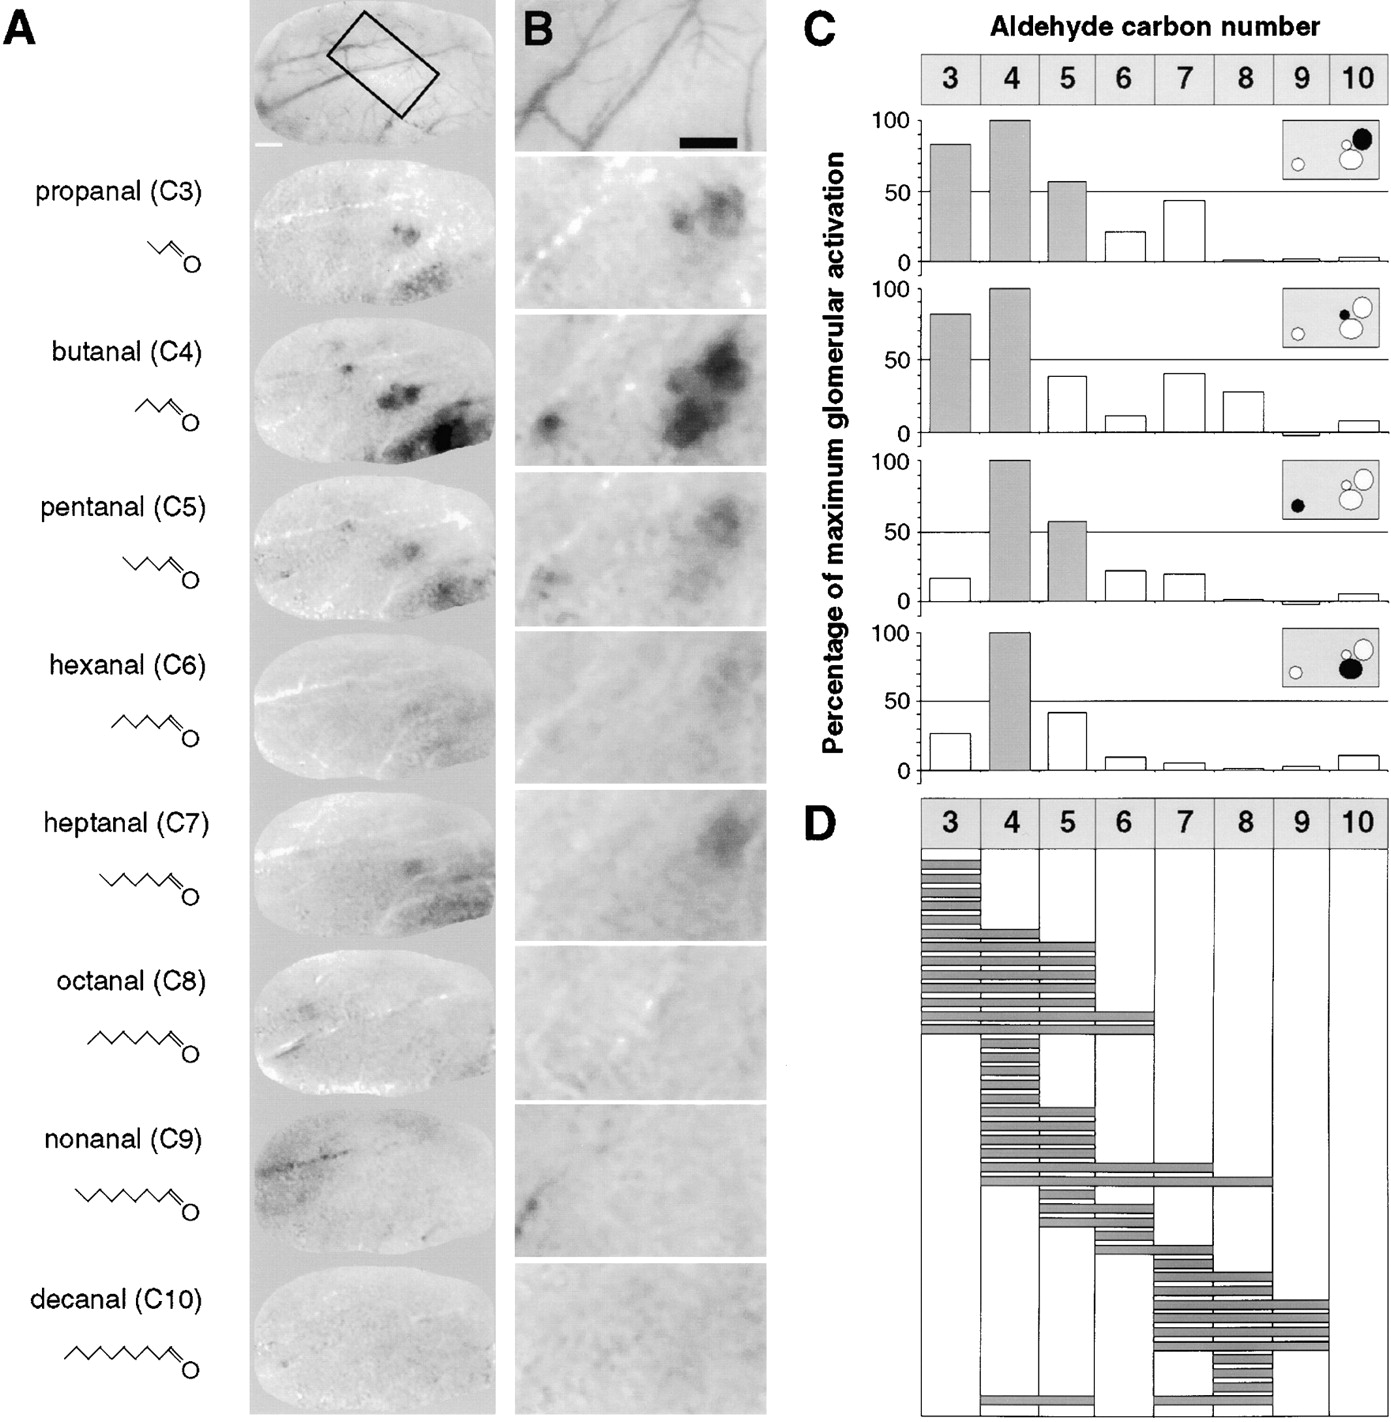 A
B
C
Aldehyde carbon number
3 4 5 6 7 8 9 10
propanal (C3)
O
butanal (C4)
O
pentanal (C5)
O
hexanal (C6)
O
heptanal (C7)
O
octanal (C8)
O
nonanal (C9)
O
decanal (C10)
O
Percentage of maximum glomerular activation
100
50
0
100
50
0
100
50
0
100
50
0
D
3 4 5 6 7 8 9 10